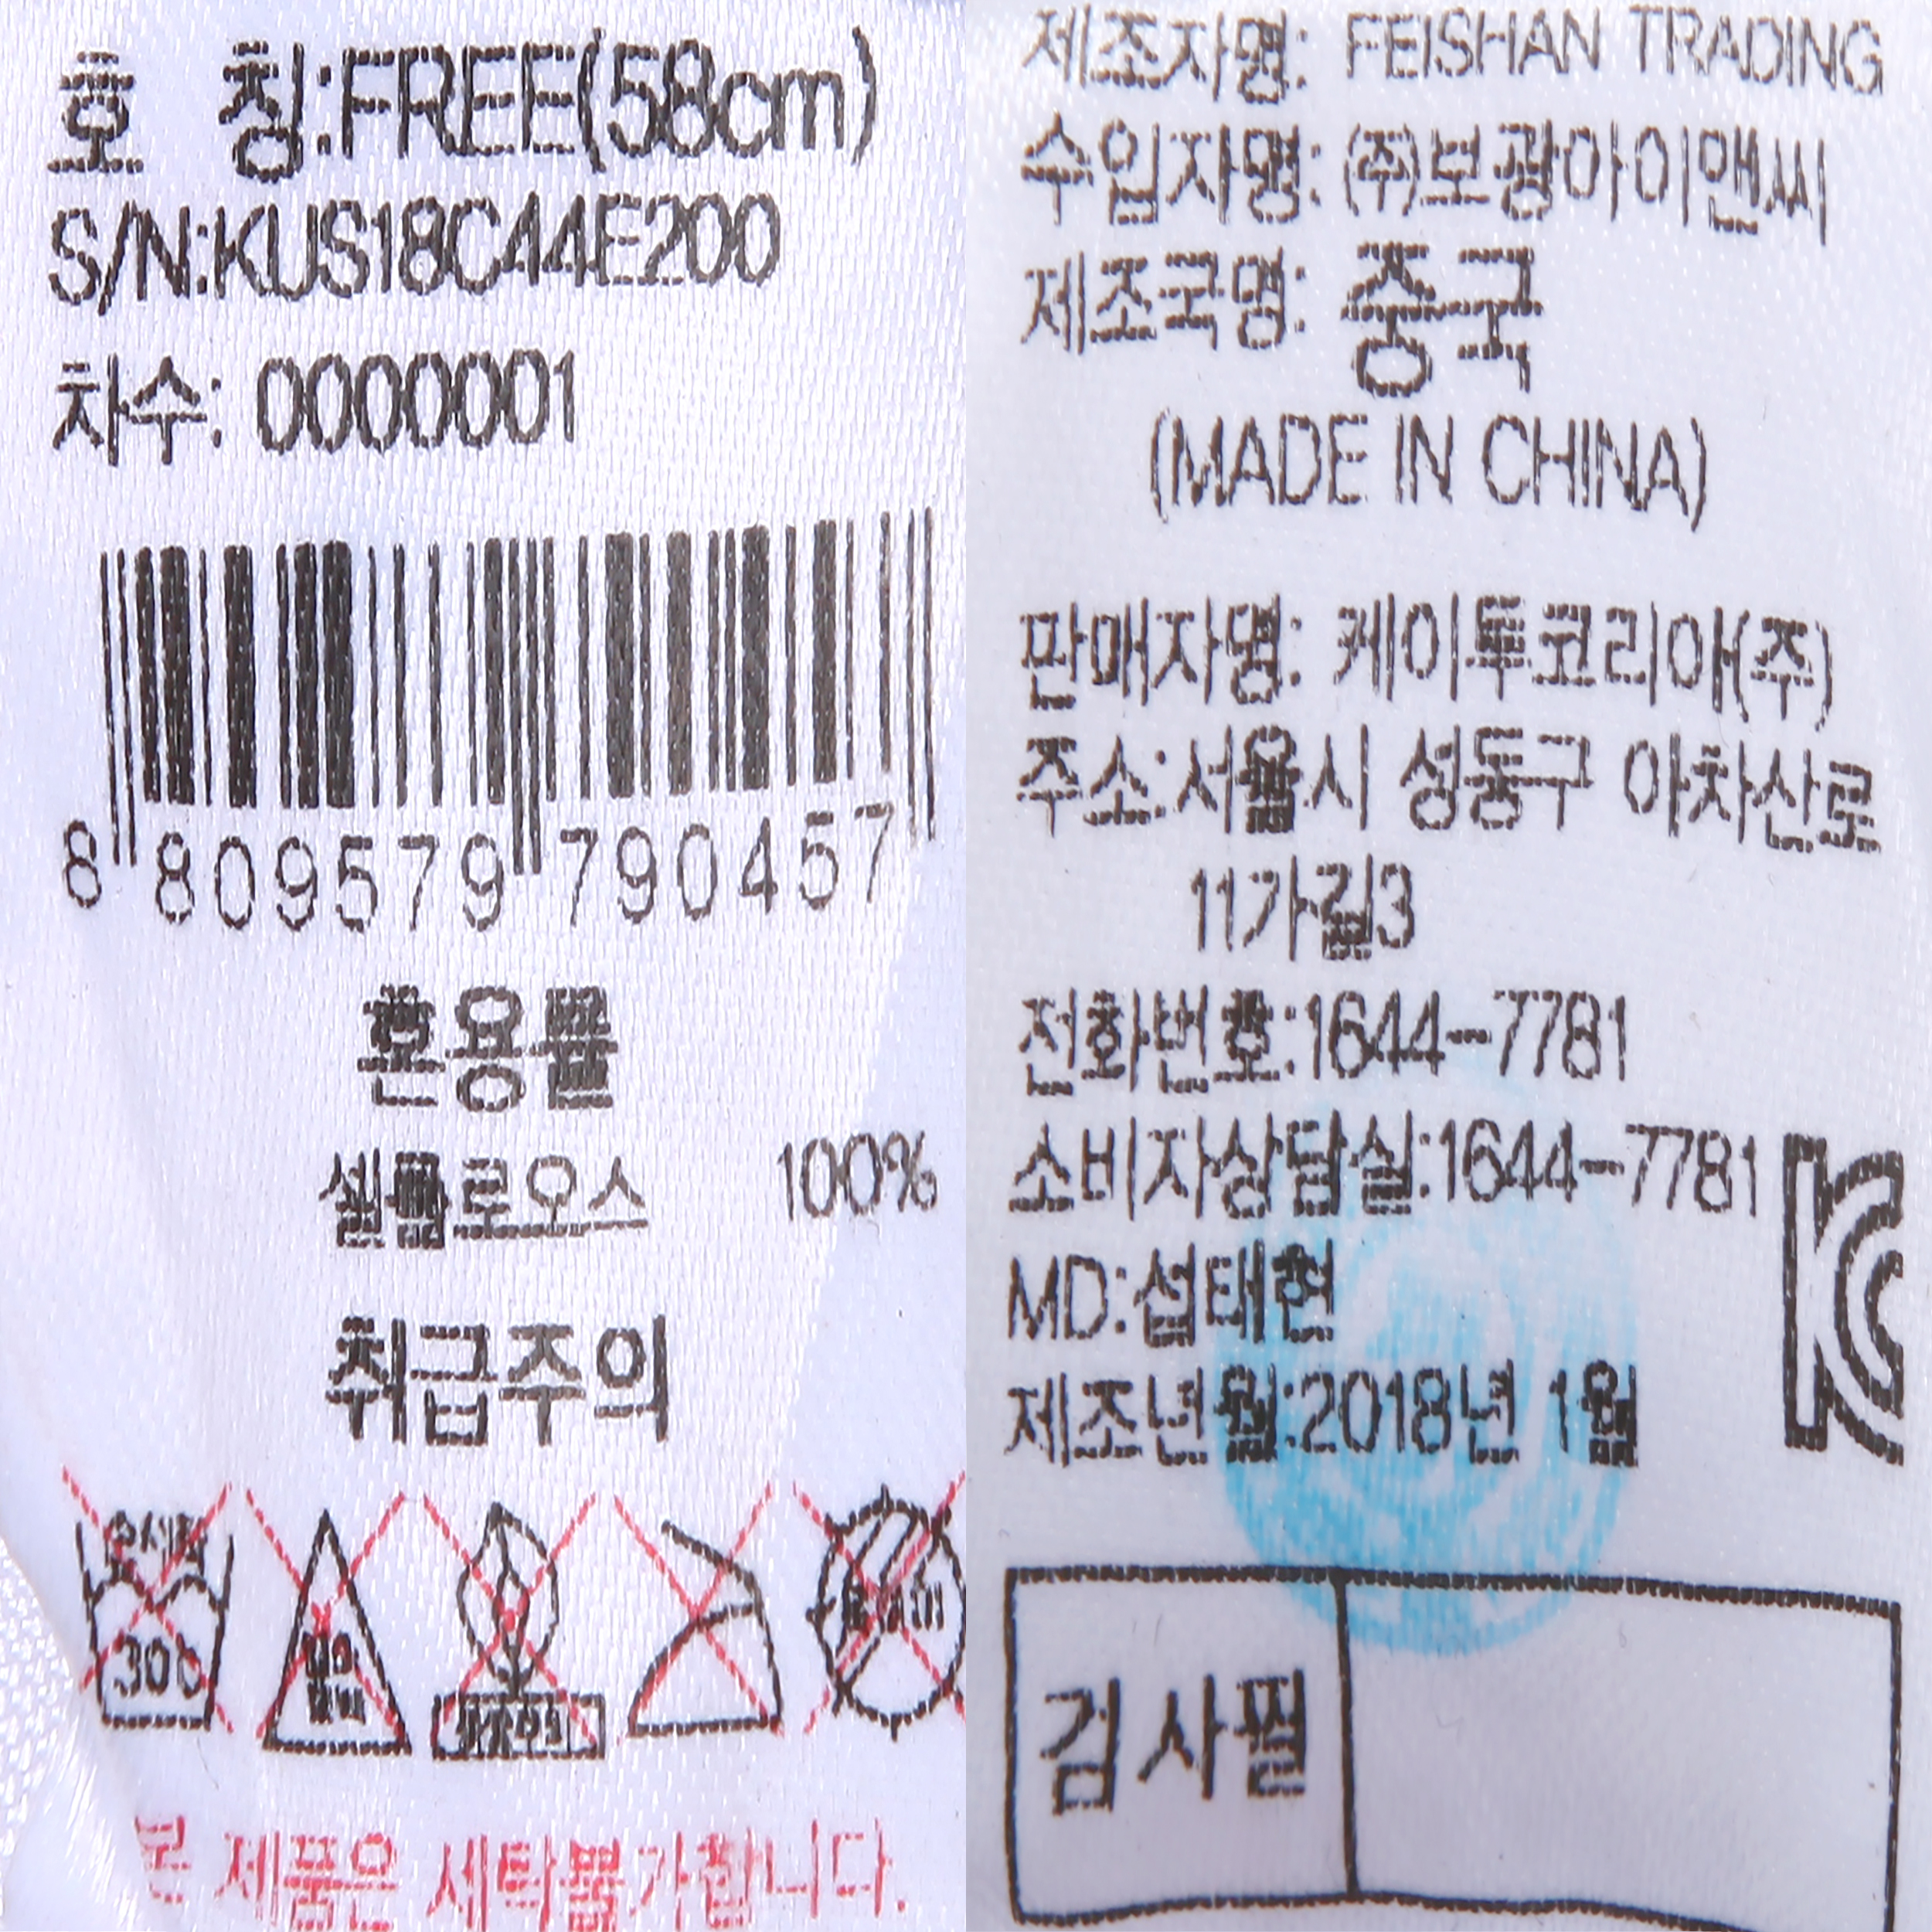 호 칭:FREE(58cm)
S/N:KUS18C44E200
차수: 0000001
8 809579 790457
혼용률
셀룰로오스 100%
취급주의
30
본 제품은 세탁불가합니다.
제조자명: FEISHAN TRADING
수입자명: (주)보광아이앤씨
제조국명: 중국
(MADE IN CHINA)
판매자명: 케이투코리아(주)
주소:서울시 성동구 아차산로
11가길3
전화번호:1644-7781
소비자상담실:1644-7781
MD:섭태현
제조년월:2018년 1월
검사필